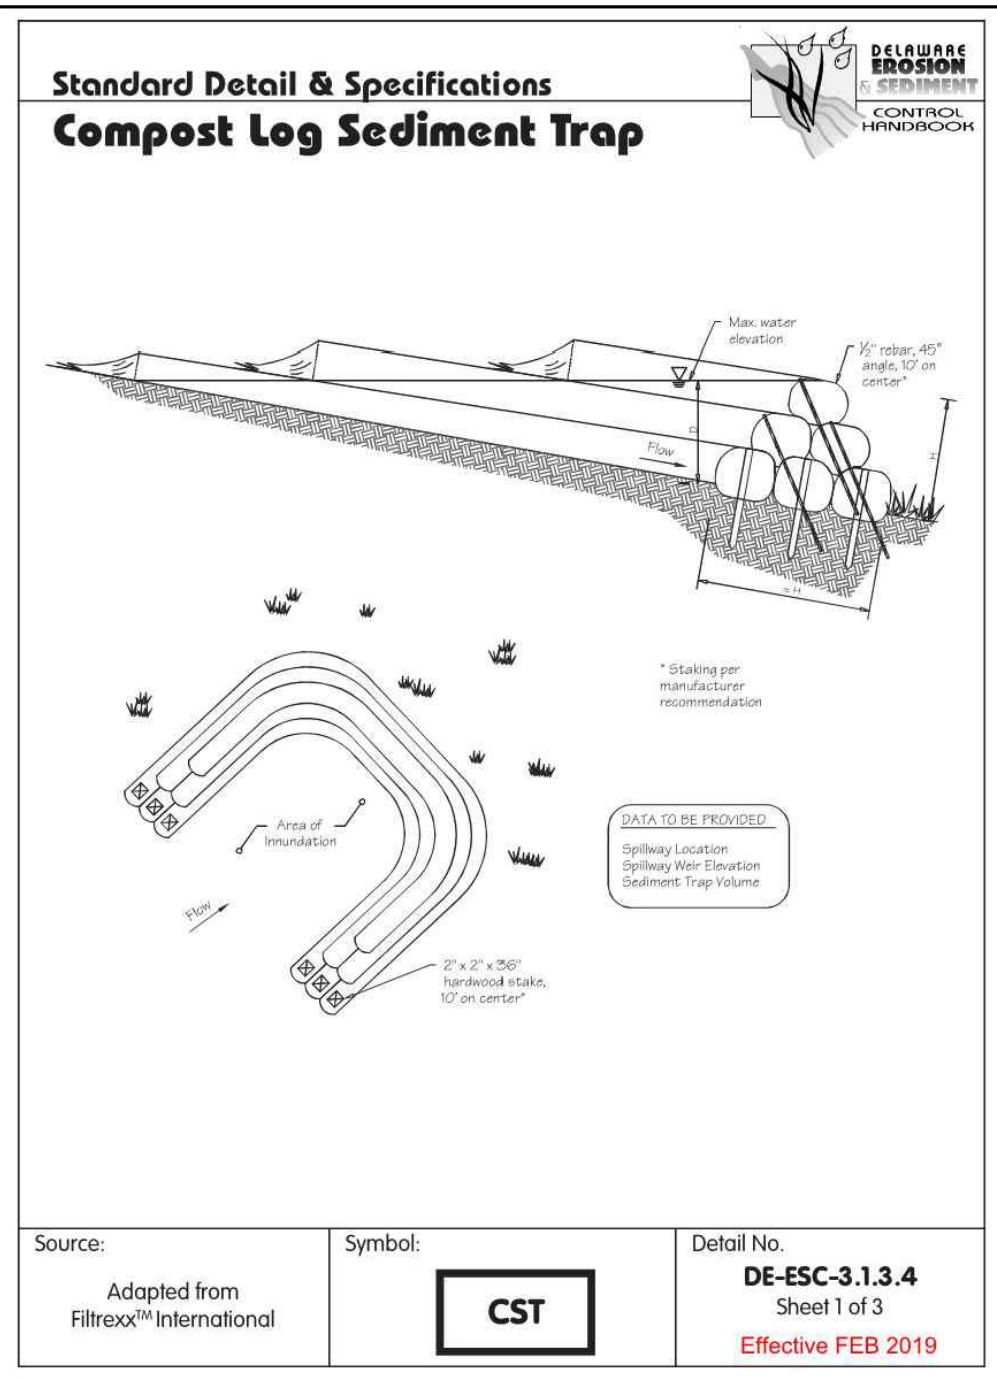 Standard Detail & Specifications
Compost Log Sediment Trap
DELAWARE
EROSION
& SEDIMENT
CONTROL
HANDBOOK
Max. water
elevation
½" rebar, 45°
angle, 10' on
center*
D
Flow
H
≈ H
* Staking per
manufacturer
recommendation
Area of
Innundation
Flow
DATA TO BE PROVIDED
Spillway Location
Spillway Weir Elevation
Sediment Trap Volume
2" x 2" x 36"
hardwood stake,
10' on center*
Source:
Adapted from
Filtrexx™ International
Symbol:
CST
Detail No.
DE-ESC-3.1.3.4
Sheet 1 of 3
Effective FEB 2019